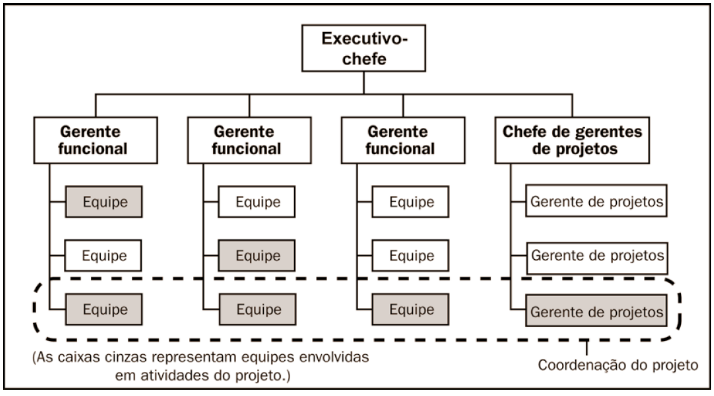 Executivo-
chefe
Gerente
funcional
Gerente
funcional
Gerente
funcional
Chefe de gerentes
de projetos
Equipe
Equipe
Equipe
Gerente de projetos
Equipe
Equipe
Equipe
Gerente de projetos
Equipe
Equipe
Equipe
Gerente de projetos
(As caixas cinzas representam equipes envolvidas
em atividades do projeto.)
Coordenação do projeto